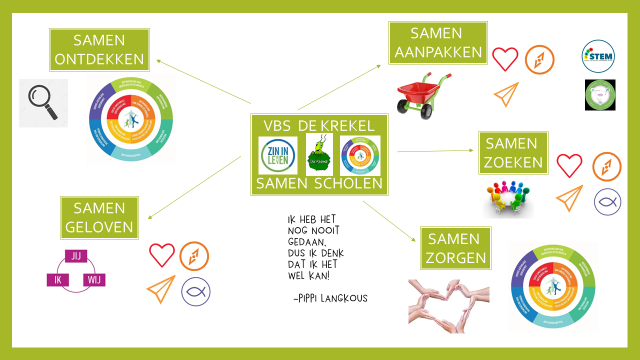 SAMEN
ONTDEKKEN
SAMEN
AANPAKKEN
STEM
VBS DE KREKEL
ZIN IN
LEREN
SAMEN SCHOLEN
SAMEN
ZOEKEN
SAMEN
GELOVEN
JIJ
IK
WIJ
IK HEB HET
NOG NOOIT
GEDAAN,
DUS IK DENK
DAT IK HET
WEL KAN!
-PIPPI LANGKOUS
SAMEN
ZORGEN